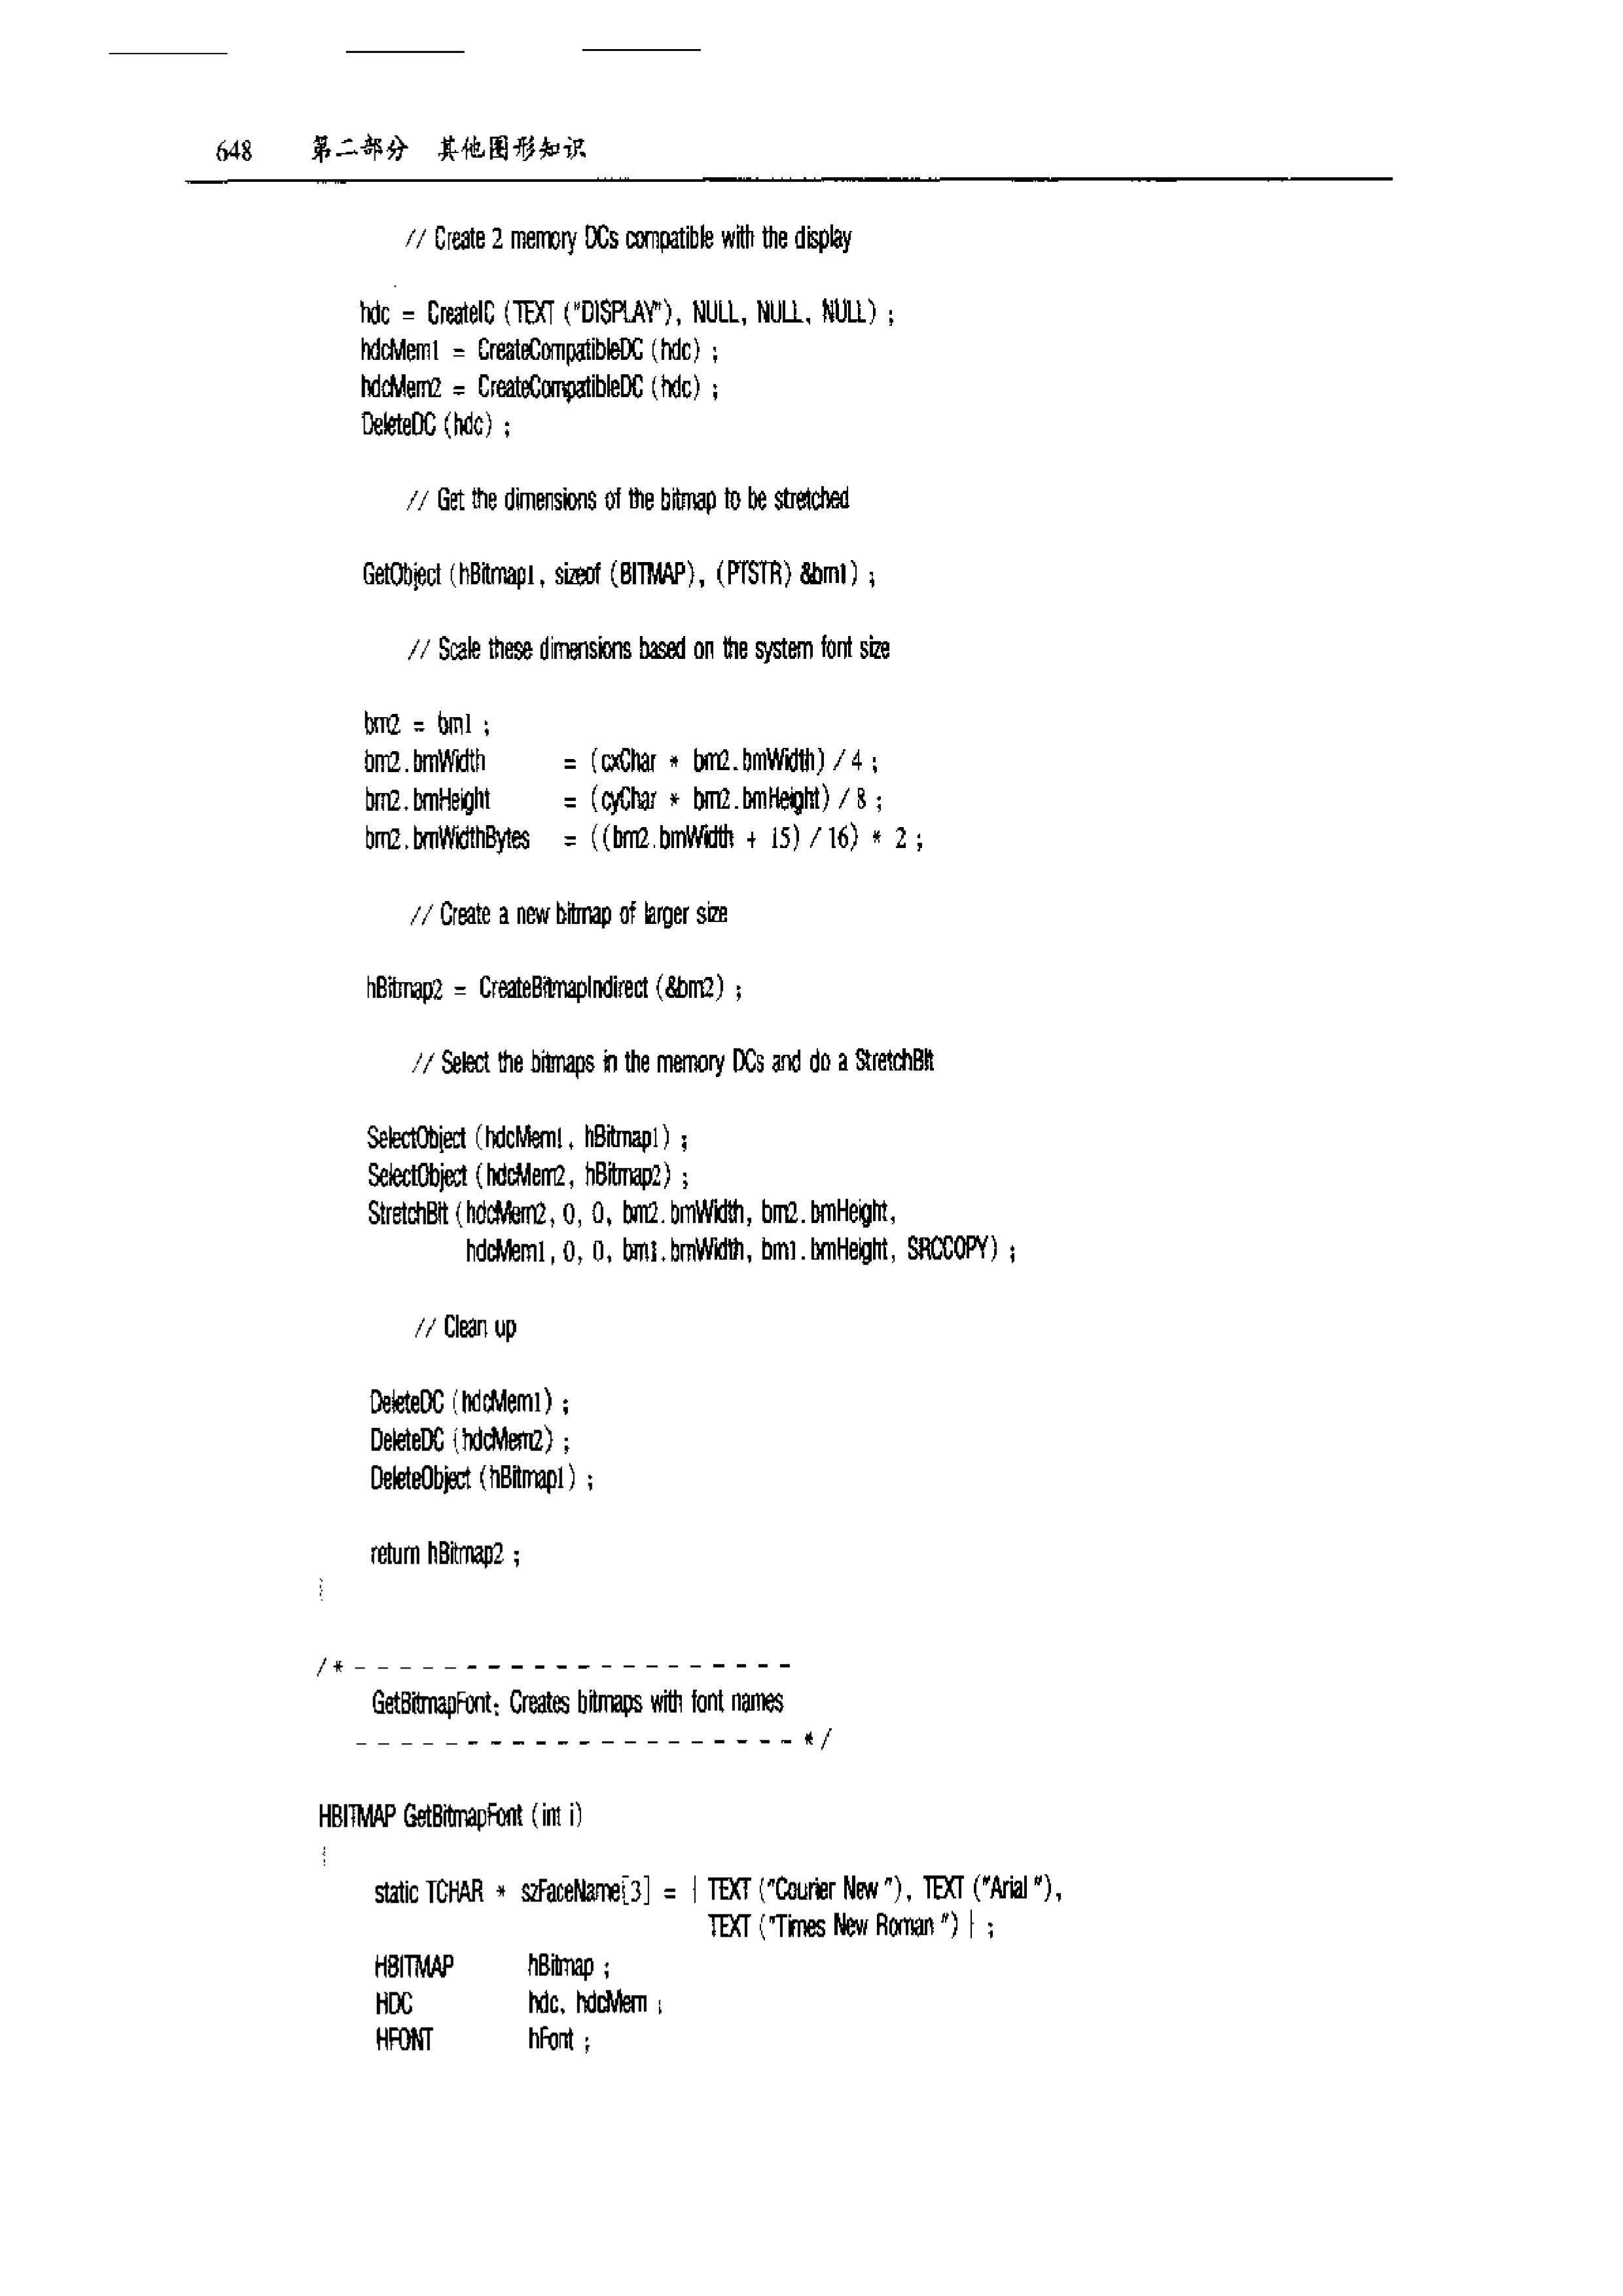 648 第二部分 其他图形知识
// Create 2 memory DCs compatible with the display
hdc = CreateIC (TEXT ("DISPLAY"), NULL, NULL, NULL) ;
hdcMem1 = CreateCompatibleDC (hdc) ;
hdcMem2 = CreateCompatibleDC (hdc) ;
DeleteDC (hdc) ;
// Get the dimensions of the bitmap to be stretched
GetObject (hBitmap1, sizeof (BITMAP), (PTSTR) &bm1) ;
// Scale these dimensions based on the system font size
bm2 = bm1 ;
bm2.bmWidth = (cxChar * bm2.bmWidth) / 4 ;
bm2.bmHeight = (cyChar * bm2.bmHeight) / 8 ;
bm2.bmWidthBytes = ((bm2.bmWidth + 15) / 16) * 2 ;
// Create a new bitmap of larger size
hBitmap2 = CreateBitmapIndirect (&bm2) ;
// Select the bitmaps in the memory DCs and do a StretchBlt
SelectObject (hdcMem1, hBitmap1) ;
SelectObject (hdcMem2, hBitmap2) ;
StretchBlt (hdcMem2, 0, 0, bm2.bmWidth, bm2.bmHeight,
hdcMem1, 0, 0, bm1.bmWidth, bm1.bmHeight, SRCCOPY) ;
// Clean up
DeleteDC (hdcMem1) ;
DeleteDC (hdcMem2) ;
DeleteObject (hBitmap1) ;
return hBitmap2 ;
}
/* - - - - - - - - - - - - - - - - - - - -
GetBitmapFont: Creates bitmaps with font names
- - - - - - - - - - - - - - - - - - - - */
HBITMAP GetBitmapFont (int i)
{
static TCHAR * szFaceName[3] = { TEXT ("Courier New"), TEXT ("Arial"),
TEXT ("Times New Roman") } ;
HBITMAP hBitmap ;
HDC hdc, hdcMem ;
HFONT hFont ;